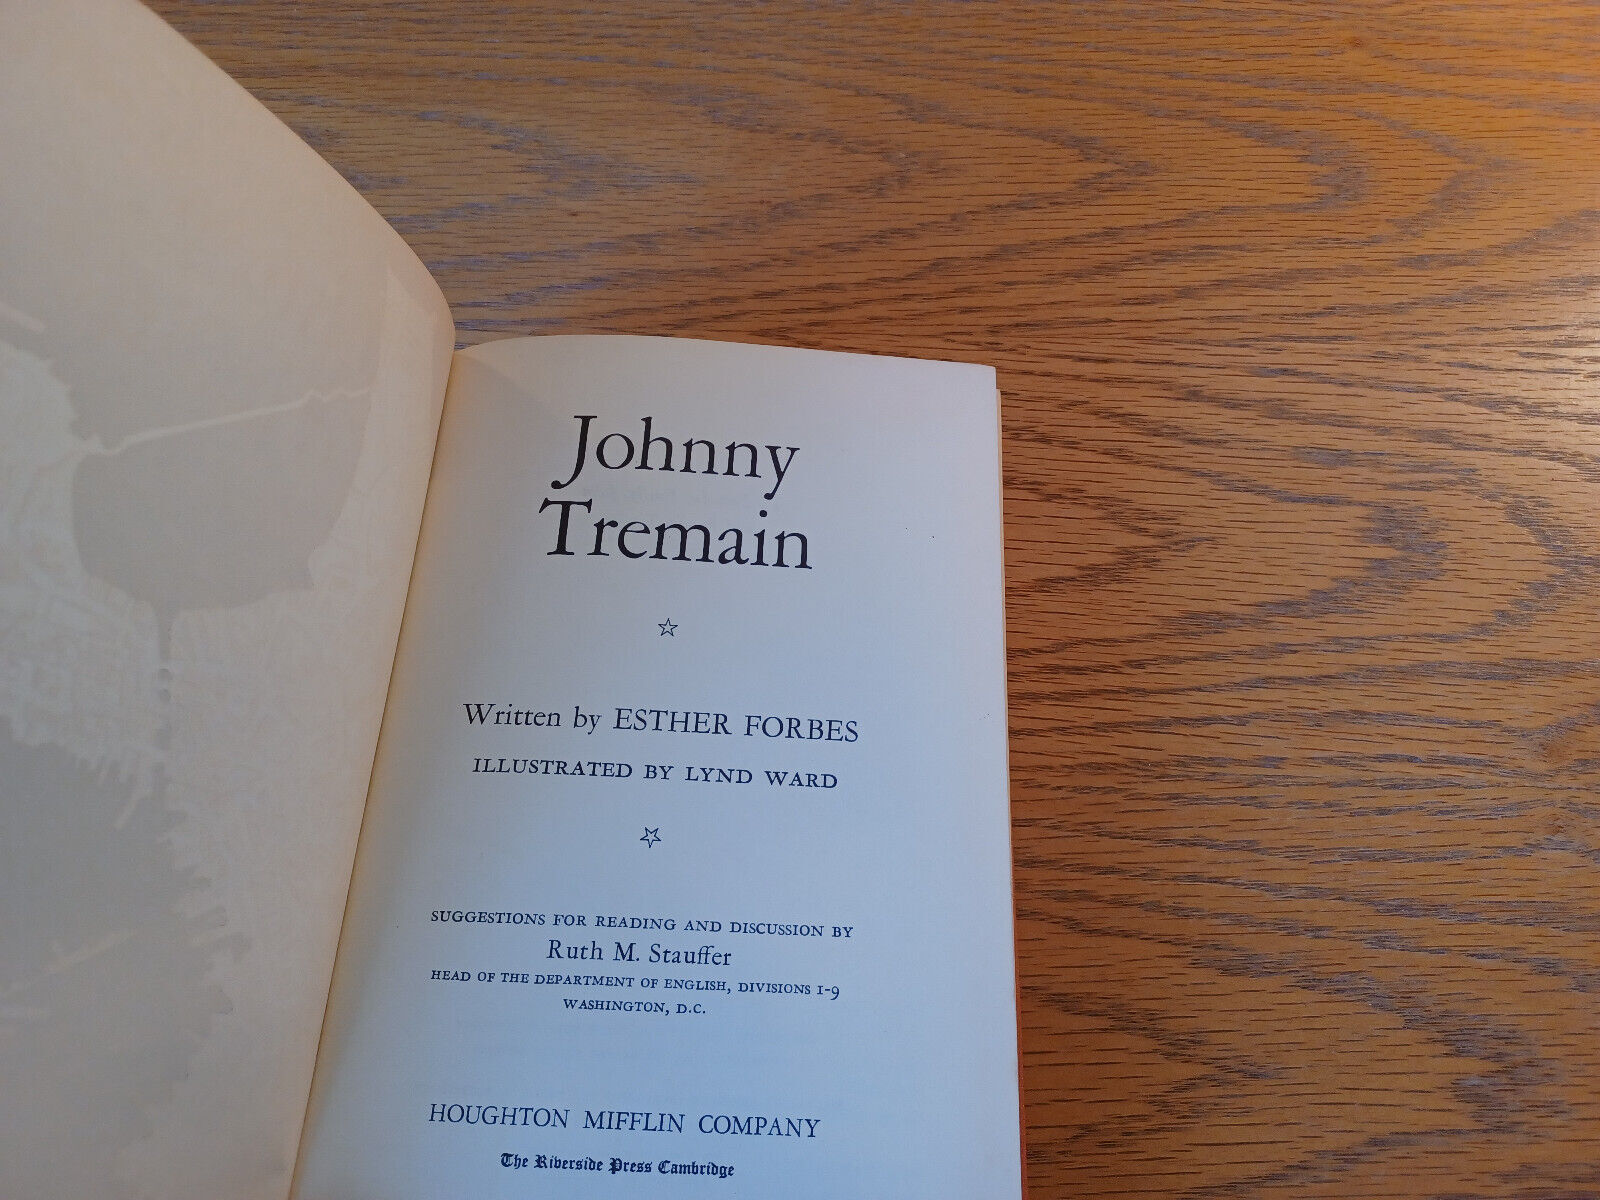 Johnny
Tremain
Written by ESTHER FORBES
ILLUSTRATED BY LYND WARD
SUGGESTIONS FOR READING AND DISCUSSION BY
Ruth M. Stauffer
HEAD OF THE DEPARTMENT OF ENGLISH, DIVISIONS 1-9
WASHINGTON, D.C.
HOUGHTON MIFFLIN COMPANY
The Riverside Press Cambridge